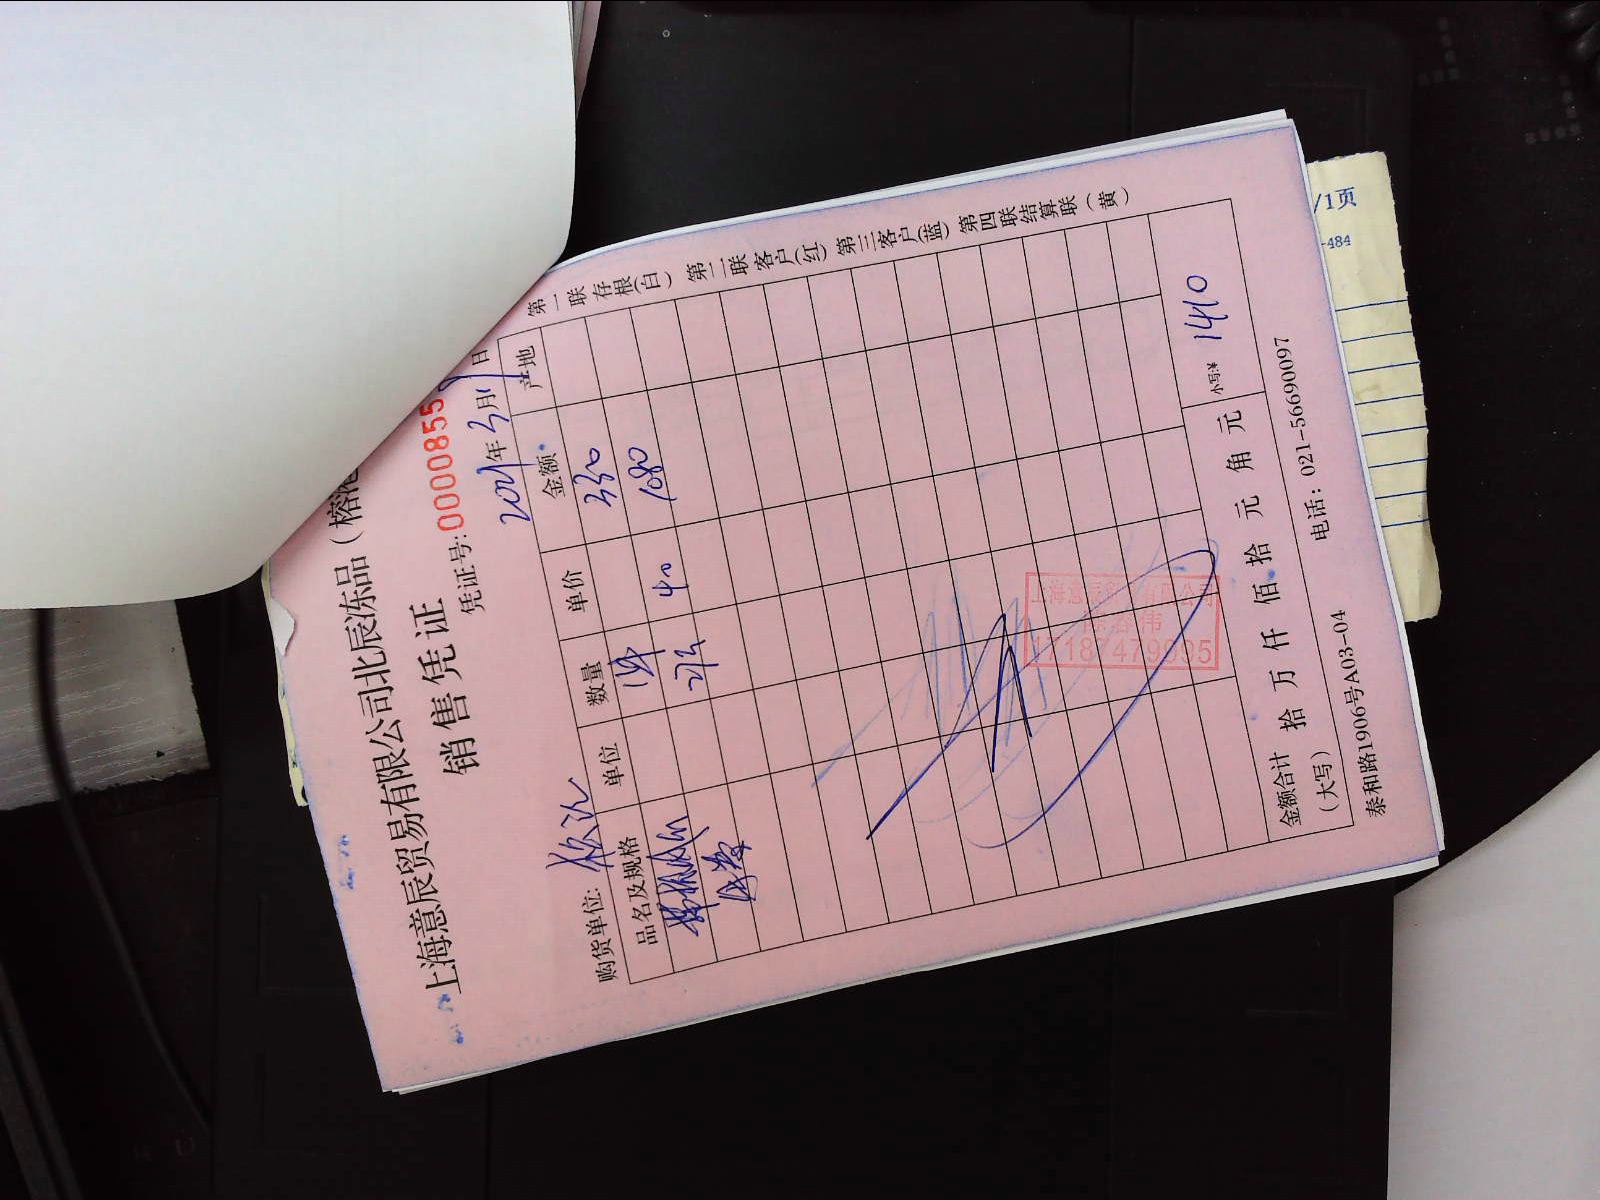 上海意辰贸易有限公司北辰冻品（榕
销售凭证
凭证号:0000855
年3月 日
购货单位:
品名及规格 单位 数量 单价 金额 产地
1件 330
27 40 1080
金额合计（大写） 拾 万 仟 佰 拾 元 角 元 小写:¥ 1410
泰和路1906号A03-04 电话：021-56690097
第一联存根(白) 第二联客户(红) 第三客户(蓝) 第四联结算联（黄）
17187479995
/1页
-484